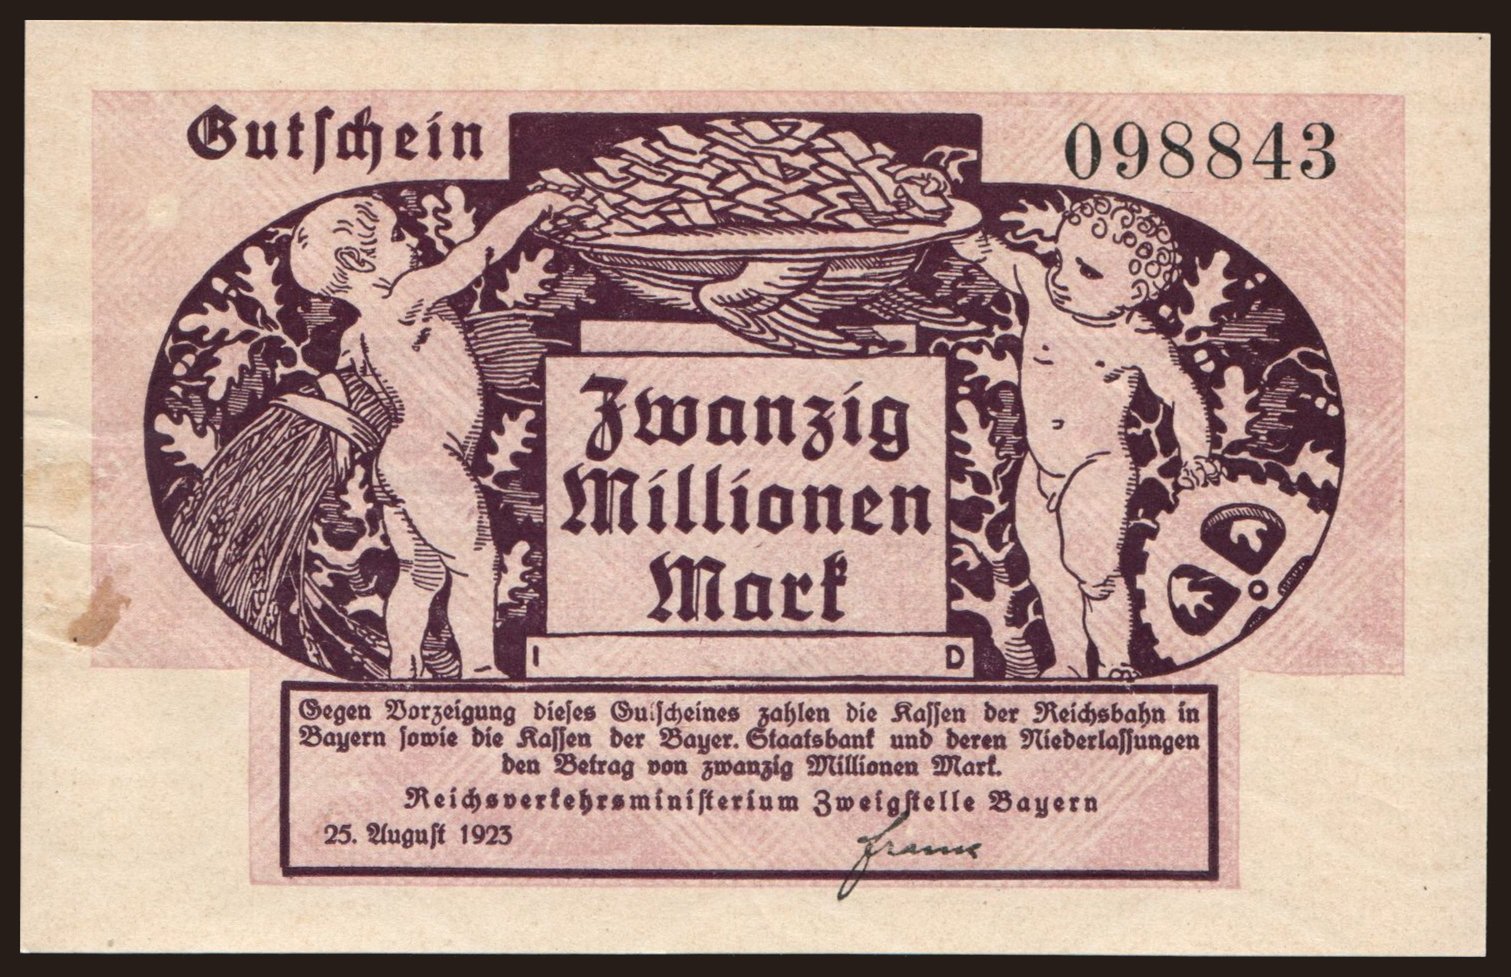 Gutschein
098843
Zwanzig
Millionen
Mark
I D
Gegen Vorzeigung dieses Gutscheines zahlen die Kassen der Reichsbahn in
Bayern sowie die Kassen der Bayer. Staatsbank und deren Niederlassungen
den Betrag von zwanzig Millionen Mark.
Reichsverkehrsministerium Zweigstelle Bayern
25. August 1923